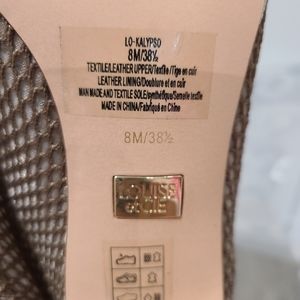 LO-KALYPSO
8M/38½
TEXTILE/LEATHER UPPER/Textile / Tige en cuir
LEATHER LINING/Doublure et en cuir
MAN MADE AND TEXTILE SOLE/synthétique/Semelle textile
MADE IN CHINA/Fabriqué en Chine
8M/38½
LOUISE
et CIE